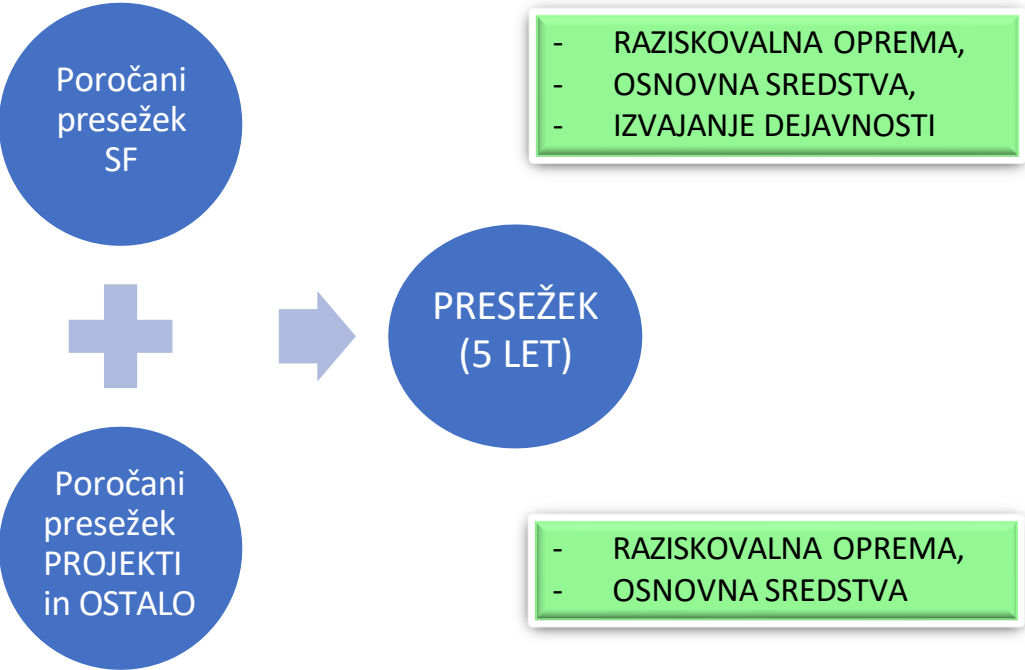 Poročani
presežek
SF
- RAZISKOVALNA OPREMA,
- OSNOVNA SREDSTVA,
- IZVAJANJE DEJAVNOSTI
PRESEŽEK
(5 LET)
Poročani
presežek
PROJEKTI
in OSTALO
- RAZISKOVALNA OPREMA,
- OSNOVNA SREDSTVA